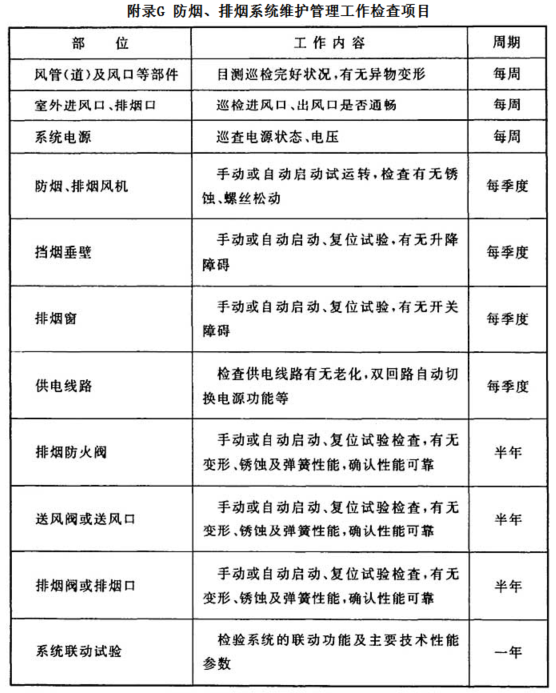 附录G 防烟、排烟系统维护管理工作检查项目
部 位 工作内容 周期
风管(道)及风口等部件 目测巡检完好状况,有无异物变形 每周
室外进风口、排烟口 巡检进风口、出风口是否通畅 每周
系统电源 巡查电源状态、电压 每周
防烟、排烟风机 手动或自动启动试运转,检查有无锈 每季度
蚀、螺丝松动
挡烟垂壁 手动或自动启动、复位试验,有无升降 每季度
障碍
排烟窗 手动或自动启动、复位试验,有无开关 每季度
障碍
供电线路 检查供电线路有无老化,双回路自动切 每季度
换电源功能等
排烟防火阀 手动或自动启动、复位试验检查,有无 半年
变形、锈蚀及弹簧性能,确认性能可靠
送风阀或送风口 手动或自动启动、复位试验检查,有无 半年
变形、锈蚀及弹簧性能,确认性能可靠
排烟阀或排烟口 手动或自动启动、复位试验检查,有无 半年
变形、锈蚀及弹簧性能,确认性能可靠
系统联动试验 检验系统的联动功能及主要技术性能 一年
参数